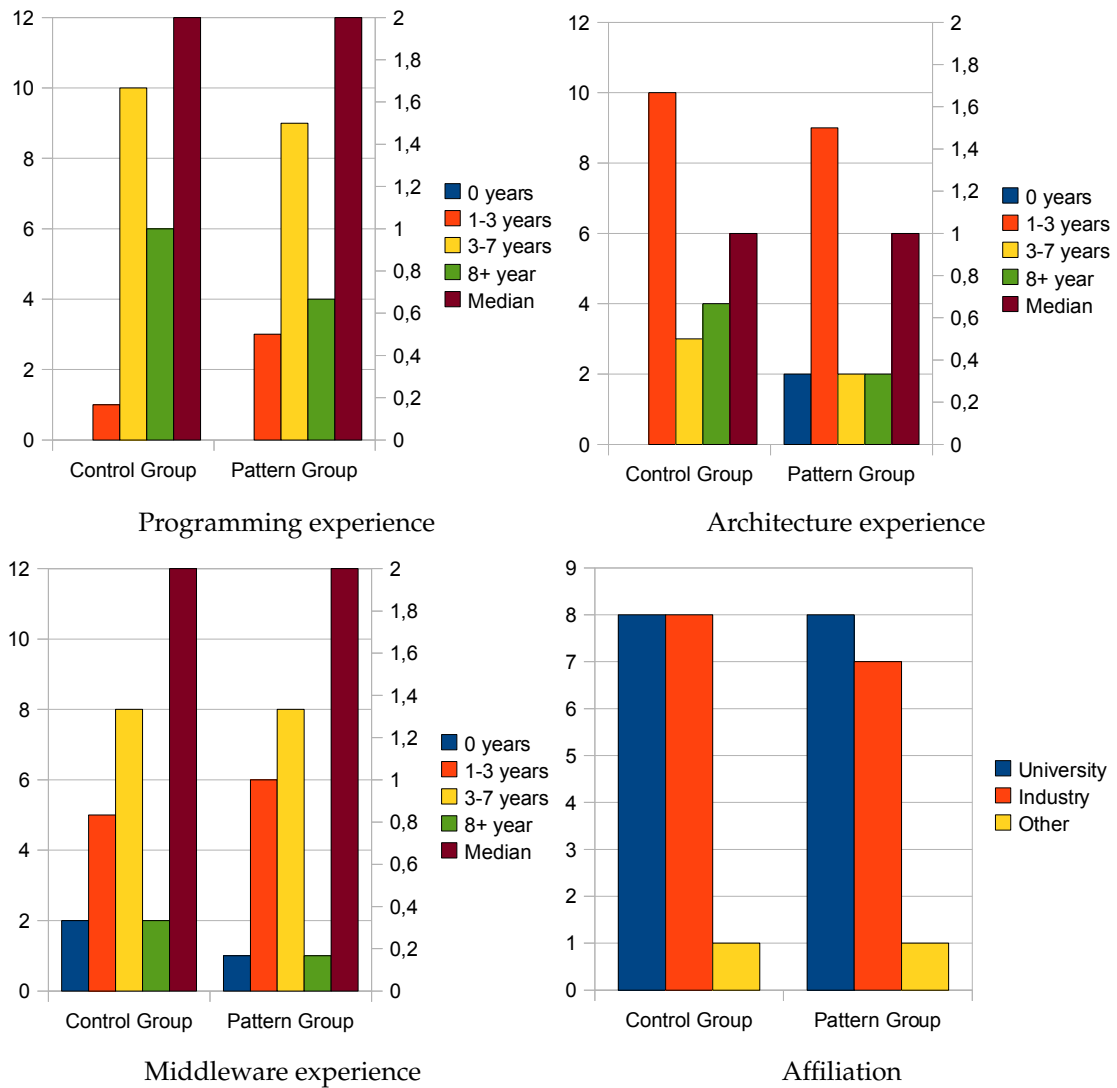 12
10
8
6
4
2
0
2
1,8
1,6
1,4
1,2
1
0,8
0,6
0,4
0,2
0
0 years
1-3 years
3-7 years
8+ year
Median
Control Group Pattern Group
Programming experience
12
10
8
6
4
2
0
2
1,8
1,6
1,4
1,2
1
0,8
0,6
0,4
0,2
0
0 years
1-3 years
3-7 years
8+ year
Median
Control Group Pattern Group
Architecture experience
12
10
8
6
4
2
0
2
1,8
1,6
1,4
1,2
1
0,8
0,6
0,4
0,2
0
0 years
1-3 years
3-7 years
8+ year
Median
Control Group Pattern Group
Middleware experience
9
8
7
6
5
4
3
2
1
0
University
Industry
Other
Control Group Pattern Group
Affiliation